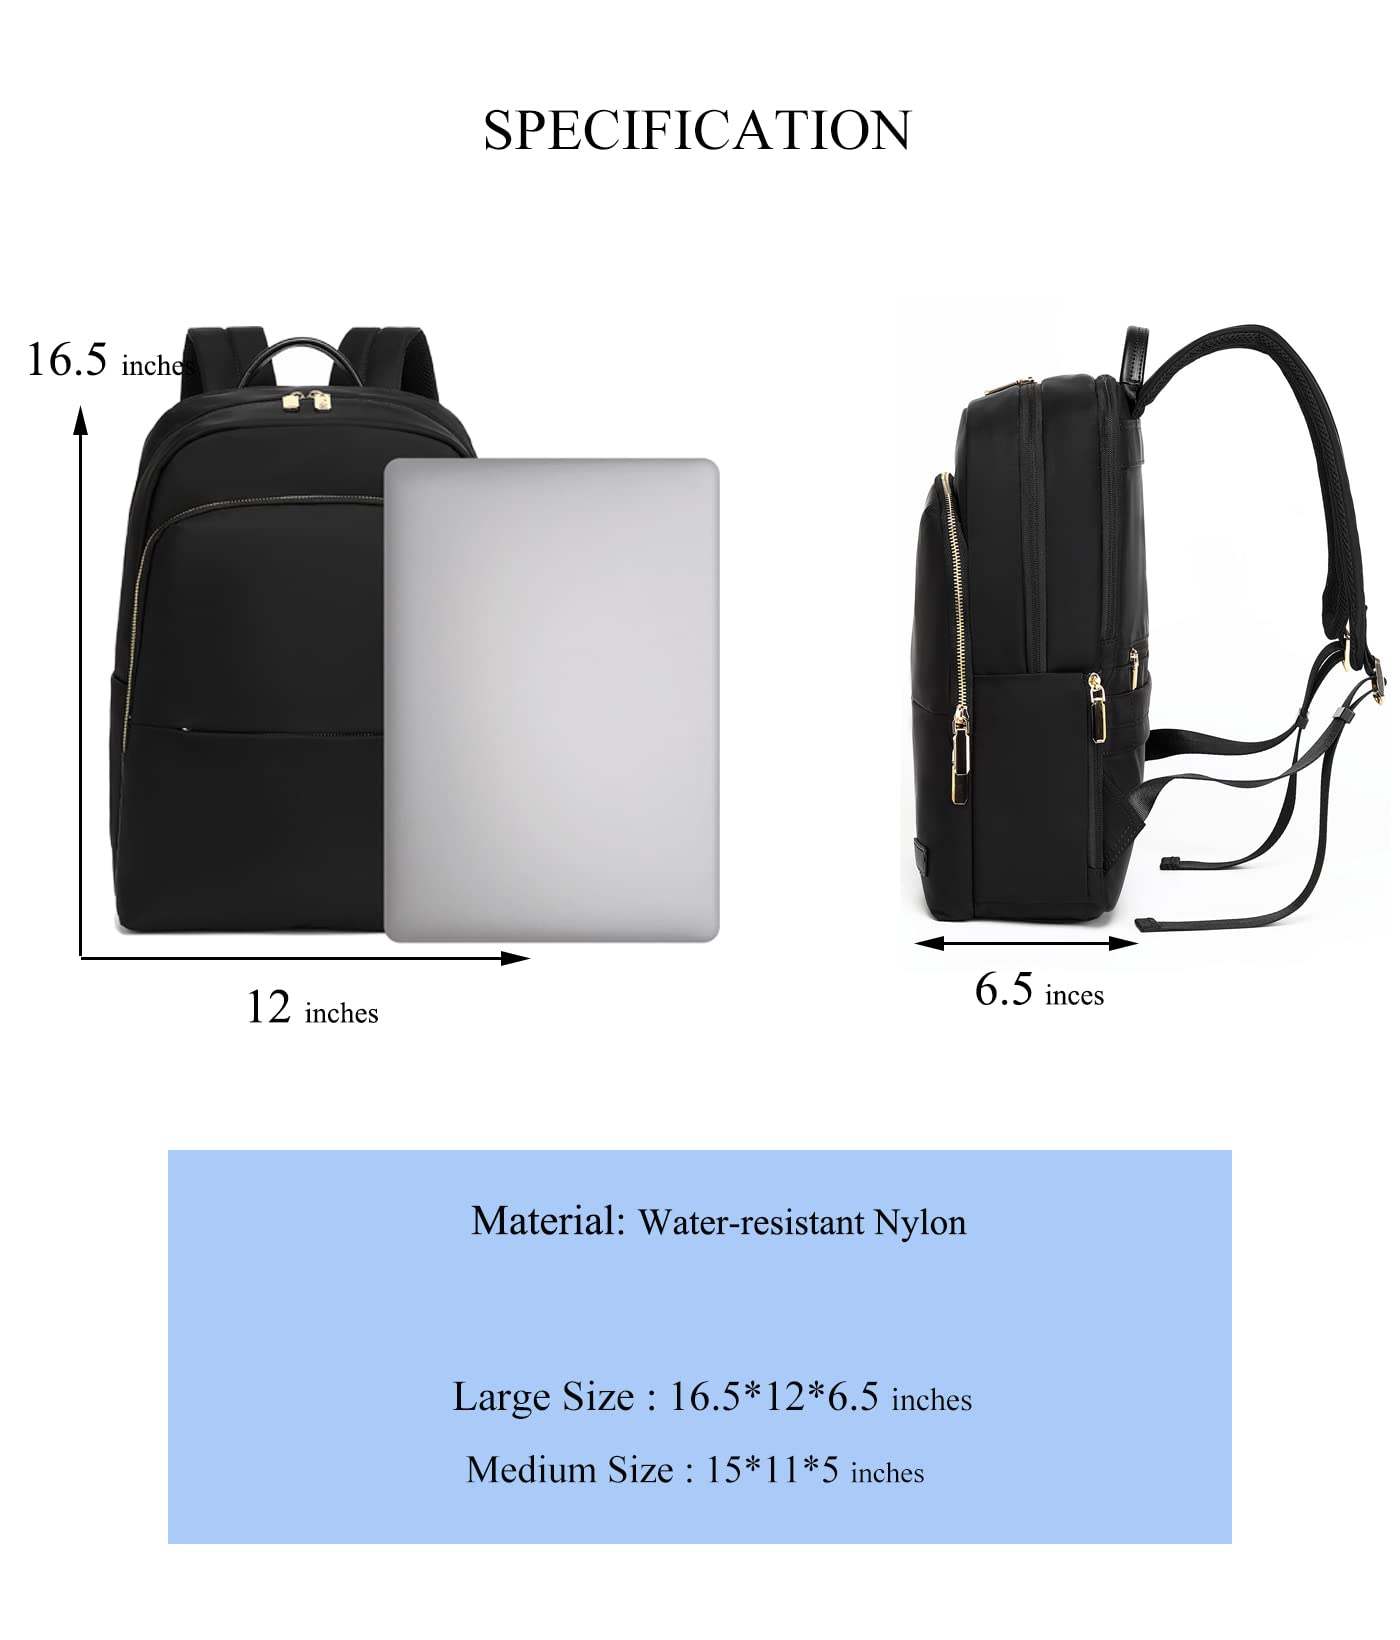 SPECIFICATION
16.5 inches
12 inches
6.5 inces
Material: Water-resistant Nylon
Large Size : 16.5*12*6.5 inches
Medium Size : 15*11*5 inches